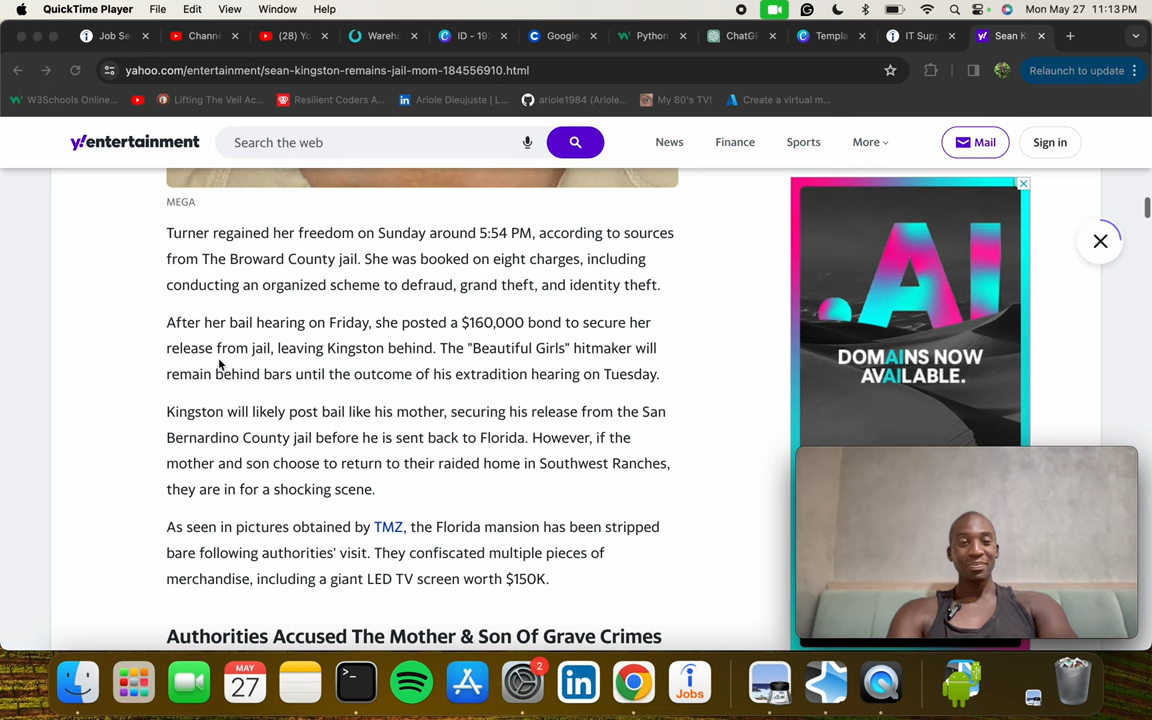 QuickTime Player File Edit View Window Help Mon May 27 11:13 PM
Job Se Chann (28) Yo Wareh ID - 19 Google Python ChatGP Templa IT Supp Sean K
yahoo.com/entertainment/sean-kingston-remains-jail-mom-184556910.html Relaunch to update
W3Schools Online... Lifting The Veil Ac... Resilient Coders A... Ariole Dieujuste | L... ariole1984 (Ariole... My 80's TV! Create a virtual m...
y!entertainment Search the web News Finance Sports More Mail Sign in
MEGA
Turner regained her freedom on Sunday around 5:54 PM, according to sources
from The Broward County jail. She was booked on eight charges, including
conducting an organized scheme to defraud, grand theft, and identity theft.
After her bail hearing on Friday, she posted a $160,000 bond to secure her
release from jail, leaving Kingston behind. The "Beautiful Girls" hitmaker will
remain behind bars until the outcome of his extradition hearing on Tuesday.
Kingston will likely post bail like his mother, securing his release from the San
Bernardino County jail before he is sent back to Florida. However, if the
mother and son choose to return to their raided home in Southwest Ranches,
they are in for a shocking scene.
As seen in pictures obtained by TMZ, the Florida mansion has been stripped
bare following authorities' visit. They confiscated multiple pieces of
merchandise, including a giant LED TV screen worth $150K.
Authorities Accused The Mother & Son Of Grave Crimes
.AI
DOMAINS NOW
AVAILABLE.
MAY
27
2
in
Jobs